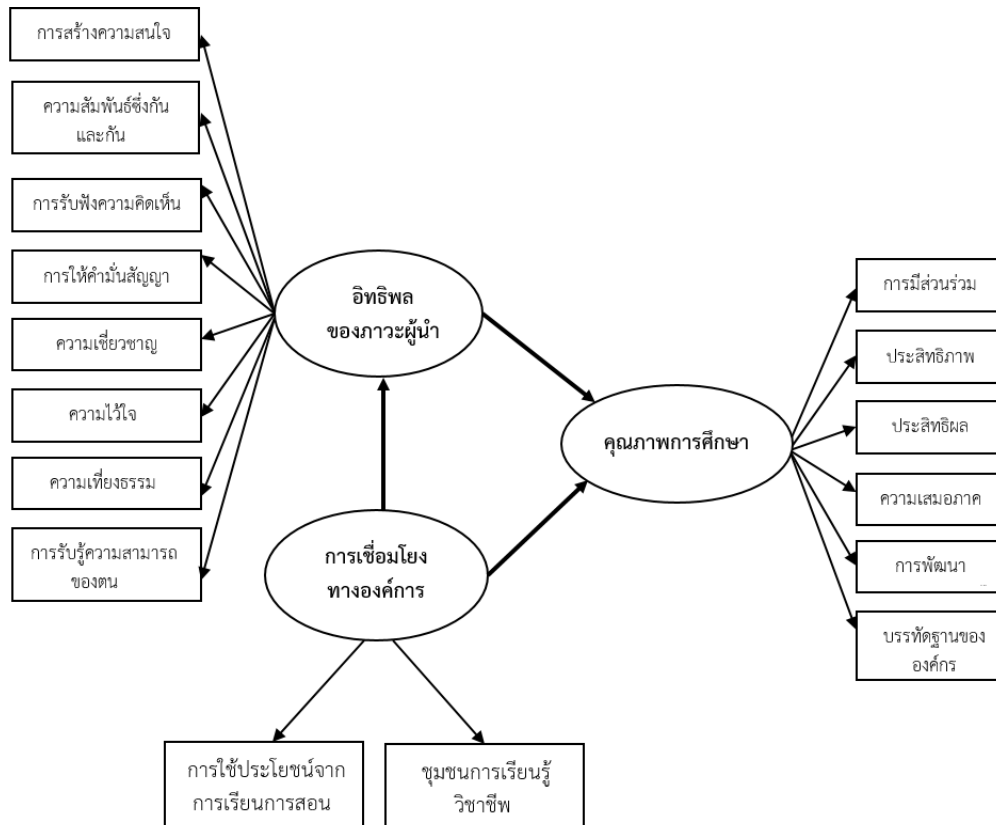 การสร้างความสนใจ
ความสัมพันธ์ซึ่งกัน
และกัน
การรับฟังความคิดเห็น
การให้คำมั่นสัญญา
ความเชี่ยวชาญ
ความไว้ใจ
ความเที่ยงธรรม
การรับรู้ความสามารถ
ของตน
อิทธิพล
ของภาวะผู้นำ
การเชื่อมโยง
ทางองค์การ
คุณภาพการศึกษา
การมีส่วนร่วม
ประสิทธิภาพ
ประสิทธิผล
ความเสมอภาค
การพัฒนา
บรรทัดฐานของ
องค์กร
การใช้ประโยชน์จาก
การเรียนการสอน
ชุมชนการเรียนรู้
วิชาชีพ